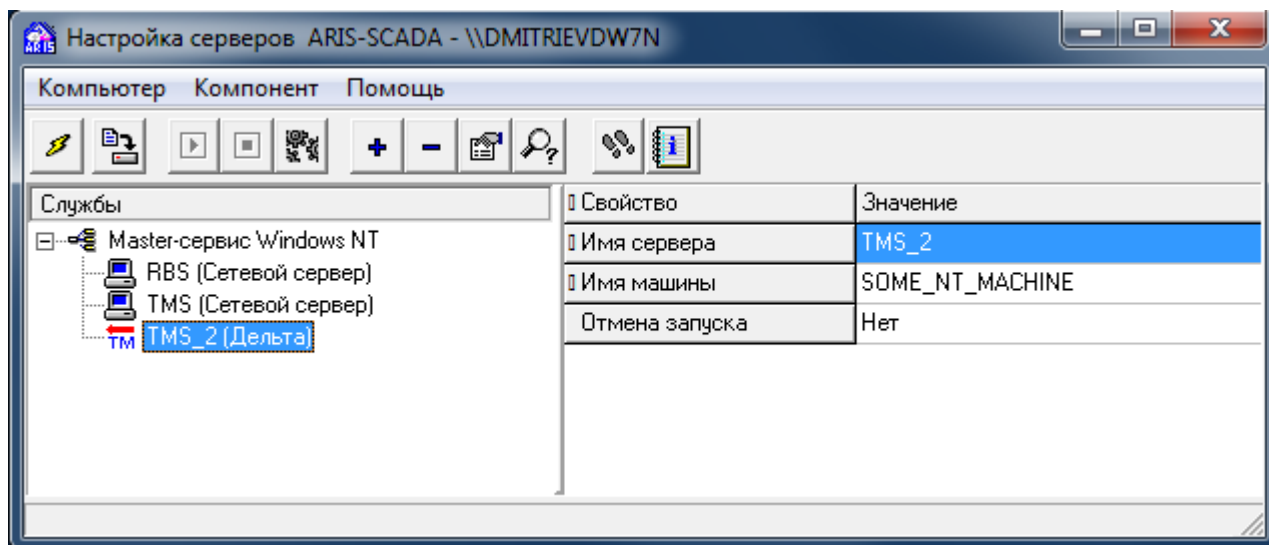 Настройка серверов ARIS-SCADA - \\DMITRIEVDW7N
Компьютер Компонент Помощь
Службы
Master-сервис Windows NT
RBS (Сетевой сервер)
TMS (Сетевой сервер)
TM TMS_2 (Дельта)
Свойство Значение
Имя сервера TMS_2
Имя машины SOME_NT_MACHINE
Отмена запуска Нет